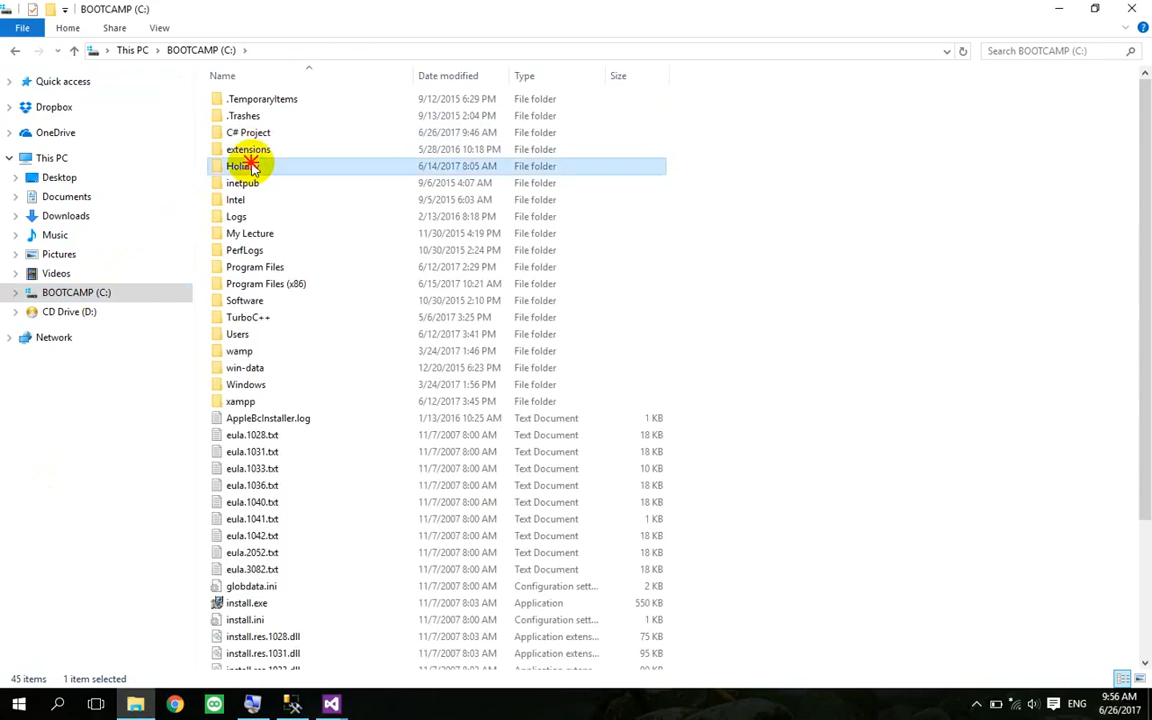 BOOTCAMP (C:)
File Home Share View
This PC BOOTCAMP (C:) Search BOOTCAMP (C:)
Name Date modified Type Size
Quick access
Dropbox
OneDrive
This PC
Desktop
Documents
Downloads
Music
Pictures
Videos
BOOTCAMP (C:)
CD Drive (D:)
Network
.TemporaryItems 9/12/2015 6:29 PM File folder
.Trashes 9/13/2015 2:04 PM File folder
C# Project 6/26/2017 9:46 AM File folder
extensions 5/28/2016 10:18 PM File folder
6/14/2017 8:05 AM File folder
inetpub 9/6/2015 4:07 AM File folder
Intel 9/5/2015 6:03 AM File folder
Logs 2/13/2016 8:18 PM File folder
My Lecture 11/30/2015 4:19 PM File folder
PerfLogs 10/30/2015 2:24 PM File folder
Program Files 6/12/2017 2:29 PM File folder
Program Files (x86) 6/15/2017 10:21 AM File folder
Software 10/30/2015 2:10 PM File folder
TurboC++ 5/6/2017 3:25 PM File folder
Users 6/12/2017 3:41 PM File folder
wamp 3/24/2017 1:46 PM File folder
win-data 12/20/2015 6:23 PM File folder
Windows 3/24/2017 1:56 PM File folder
xampp 6/12/2017 3:45 PM File folder
AppleBcInstaller.log 1/13/2016 10:25 AM Text Document 1 KB
eula.1028.txt 11/7/2007 8:00 AM Text Document 18 KB
eula.1031.txt 11/7/2007 8:00 AM Text Document 18 KB
eula.1033.txt 11/7/2007 8:00 AM Text Document 10 KB
eula.1036.txt 11/7/2007 8:00 AM Text Document 18 KB
eula.1040.txt 11/7/2007 8:00 AM Text Document 18 KB
eula.1041.txt 11/7/2007 8:00 AM Text Document 1 KB
eula.1042.txt 11/7/2007 8:00 AM Text Document 18 KB
eula.2052.txt 11/7/2007 8:00 AM Text Document 18 KB
eula.3082.txt 11/7/2007 8:00 AM Text Document 18 KB
globdata.ini 11/7/2007 8:00 AM Configuration sett... 2 KB
install.exe 11/7/2007 8:03 AM Application 550 KB
install.ini 11/7/2007 8:00 AM Configuration sett... 1 KB
install.res.1028.dll 11/7/2007 8:03 AM Application extens... 75 KB
install.res.1031.dll 11/7/2007 8:03 AM Application extens... 95 KB
45 items 1 item selected
ENG 9:56 AM
6/26/2017